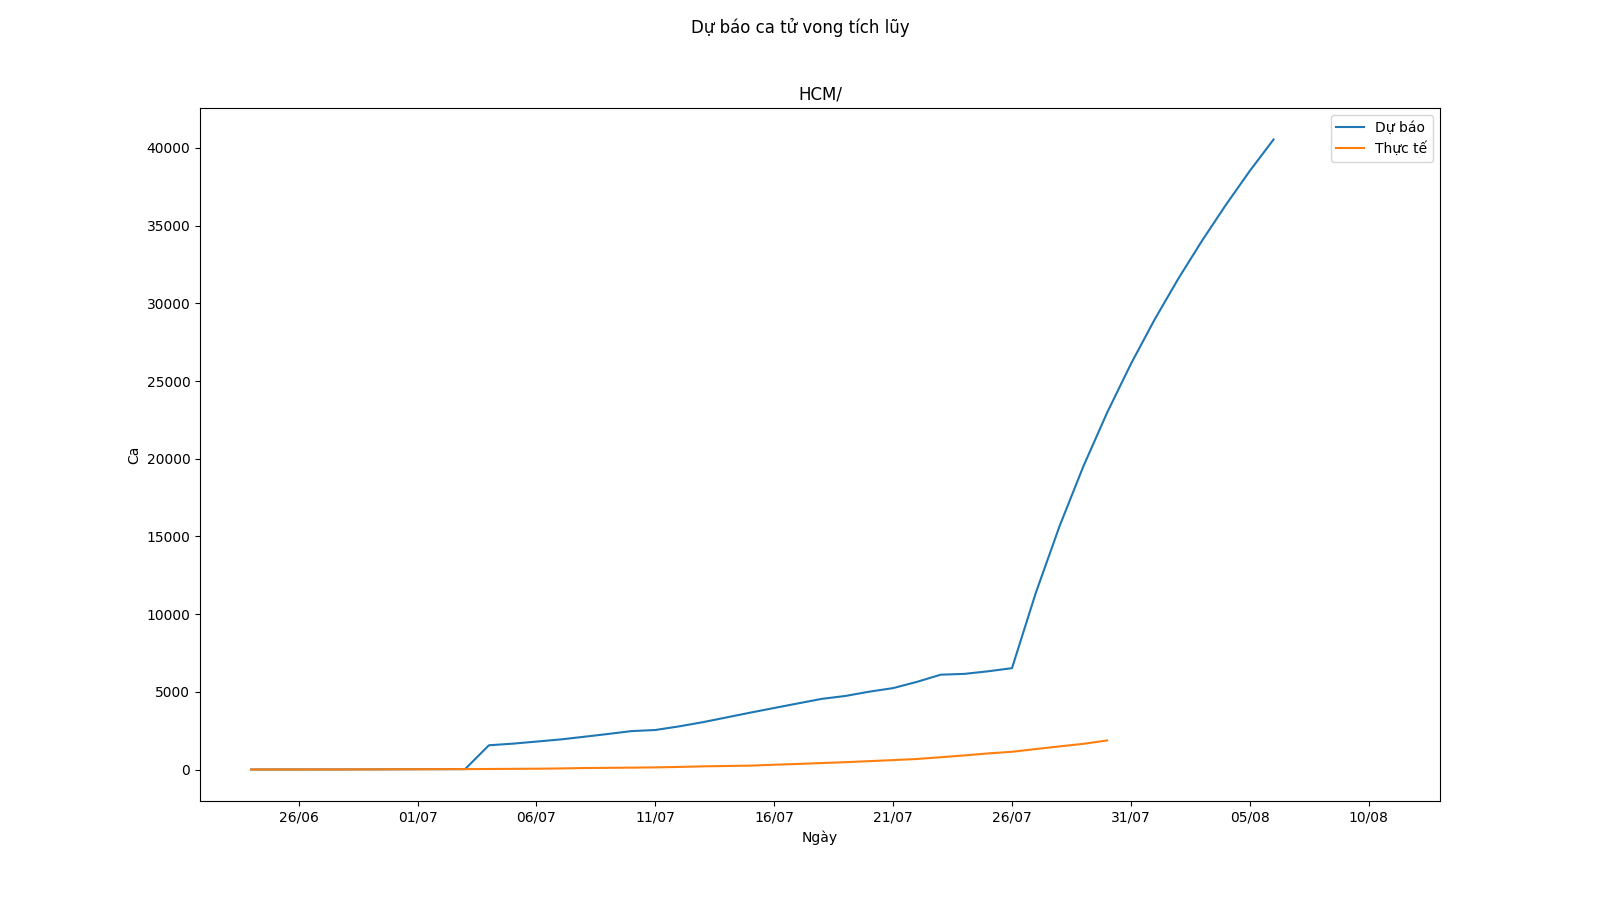 Dự báo ca tử vong tích lũy
HCM/
Dự báo
Thực tế
40000
35000
30000
25000
20000
15000
10000
5000
0
Ca
26/06 01/07 06/07 11/07 16/07 21/07 26/07 31/07 05/08 10/08
Ngày